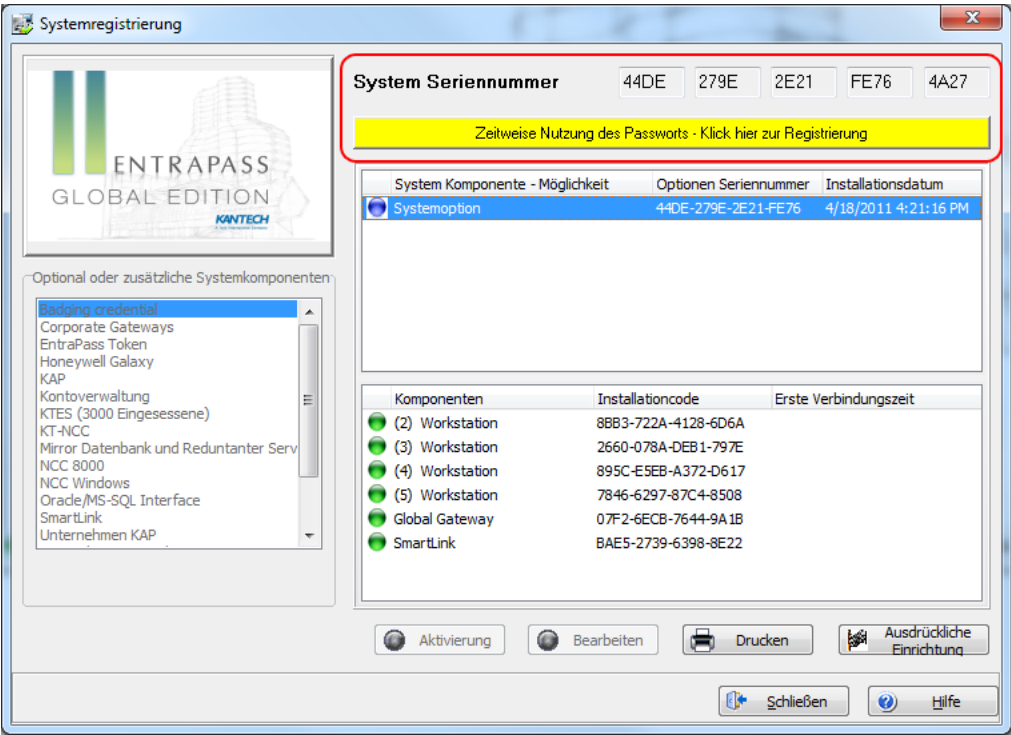 Systemregistrierung
System Seriennummer 44DE 279E 2E21 FE76 4A27
Zeitweise Nutzung des Passworts - Klick hier zur Registrierung
ENTRAPASS
GLOBAL EDITION
KANTECH
System Komponente - Möglichkeit Optionen Seriennummer Installationsdatum
Systemoption 44DE-279E-2E21-FE76 4/18/2011 4:21:16 PM
Optional oder zusätzliche Systemkomponenten
Badging credential
Corporate Gateways
EntraPass Token
Honeywell Galaxy
KAP
Kontoverwaltung
KTES (3000 Eingesessene)
KT-NCC
Mirror Datenbank und Reduntanter Serv
NCC 8000
NCC Windows
Oracle/MS-SQL Interface
SmartLink
Unternehmen KAP
Komponenten Installationcode Erste Verbindungszeit
(2) Workstation 8BB3-722A-4128-6D6A
(3) Workstation 2660-078A-DEB1-797E
(4) Workstation 895C-E5EB-A372-D617
(5) Workstation 7846-6297-87C4-8508
Global Gateway 07F2-6ECB-7644-9A1B
SmartLink BAE5-2739-6398-8E22
Aktivierung Bearbeiten Drucken Ausdrückliche
Einrichtung
Schließen Hilfe